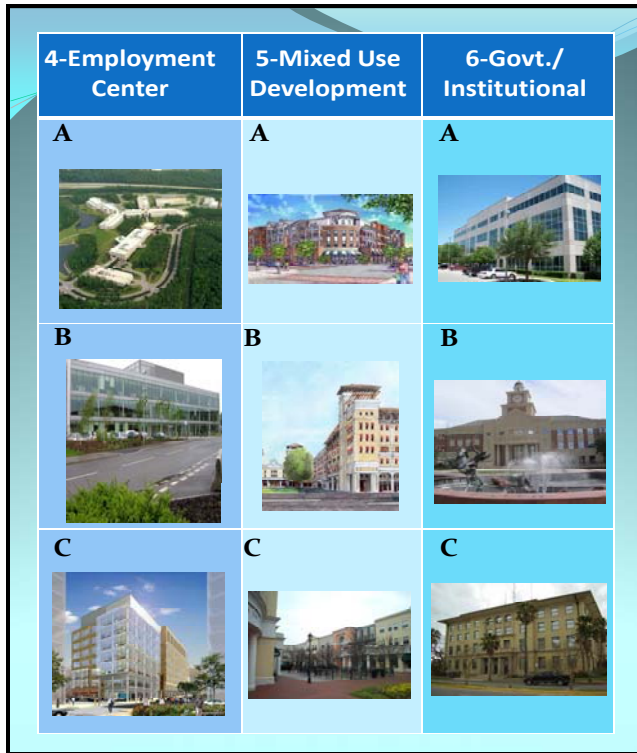 4-Employment
Center
5-Mixed Use
Development
6-Govt./
Institutional
A
A
A
B
B
B
C
C
C